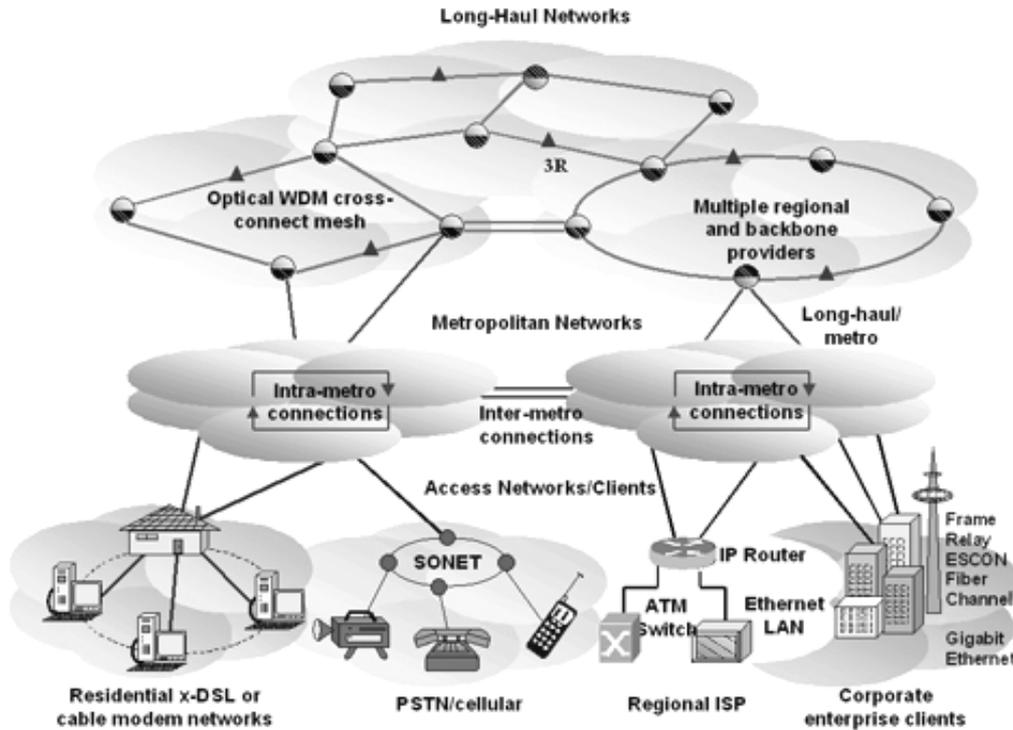 Long-Haul Networks
3R
Optical WDM cross-
connect mesh
Multiple regional
and backbone
providers
Metropolitan Networks
Long-haul/
metro
Intra-metro
connections
Inter-metro
connections
Intra-metro
connections
Access Networks/Clients
SONET
IP Router
ATM
Switch
Ethernet
LAN
Frame
Relay
ESCON
Fiber
Channel
Gigabit
Ethernet
Residential x-DSL or
cable modem networks
PSTN/cellular
Regional ISP
Corporate
enterprise clients